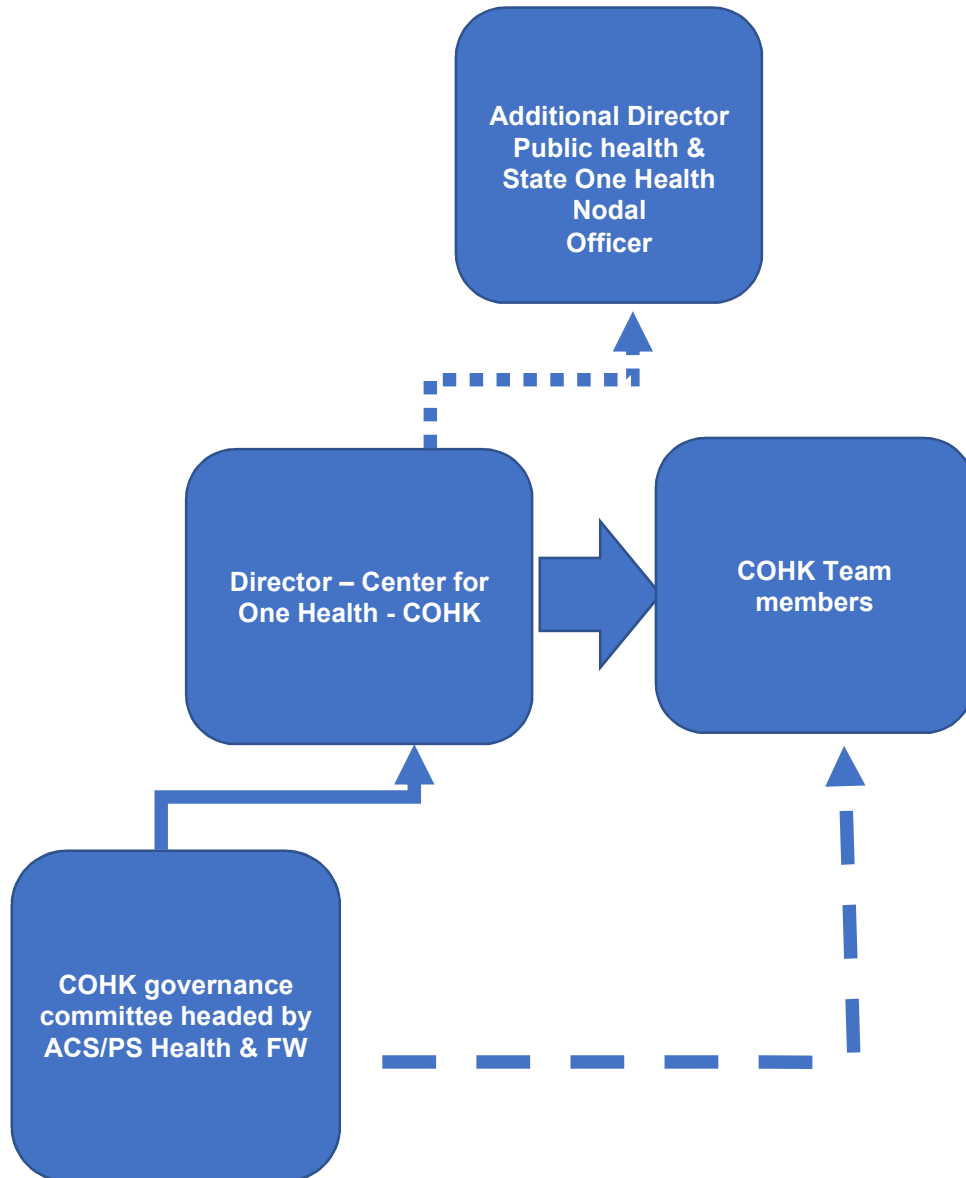 Additional Director
Public health &
State One Health
Nodal
Officer
Director – Center for
One Health - COHK
COHK Team
members
COHK governance
committee headed by
ACS/PS Health & FW